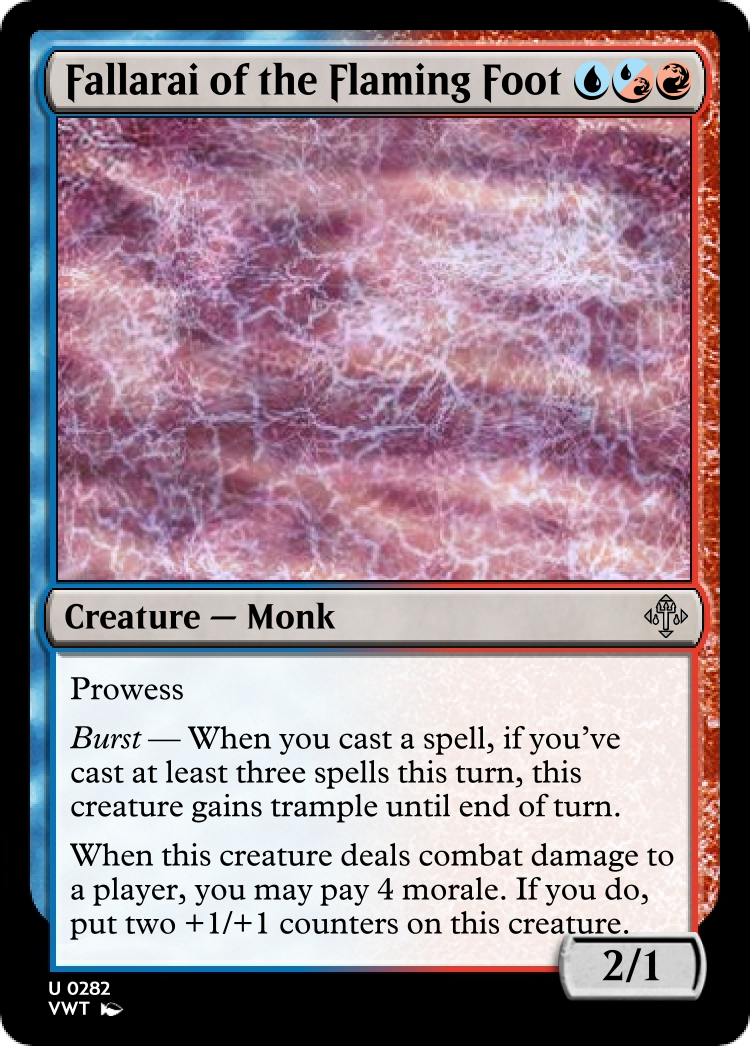 Fallarai of the Flaming Foot
Creature — Monk
Prowess
Burst — When you cast a spell, if you’ve
cast at least three spells this turn, this
creature gains trample until end of turn.
When this creature deals combat damage to
a player, you may pay 4 morale. If you do,
put two +1/+1 counters on this creature.
2/1
U 0282
VWT